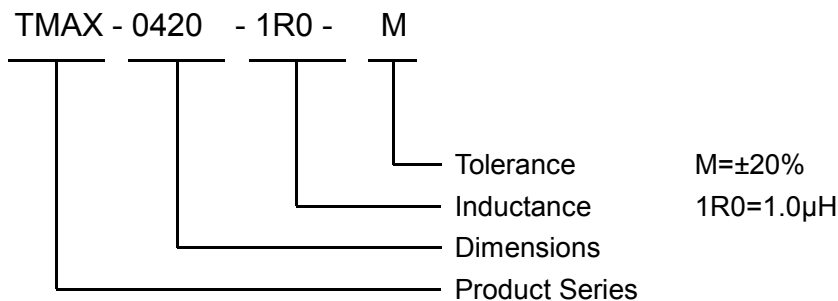 TMAX - 0420 - 1R0 - M
Tolerance M=±20%
Inductance 1R0=1.0μH
Dimensions
Product Series